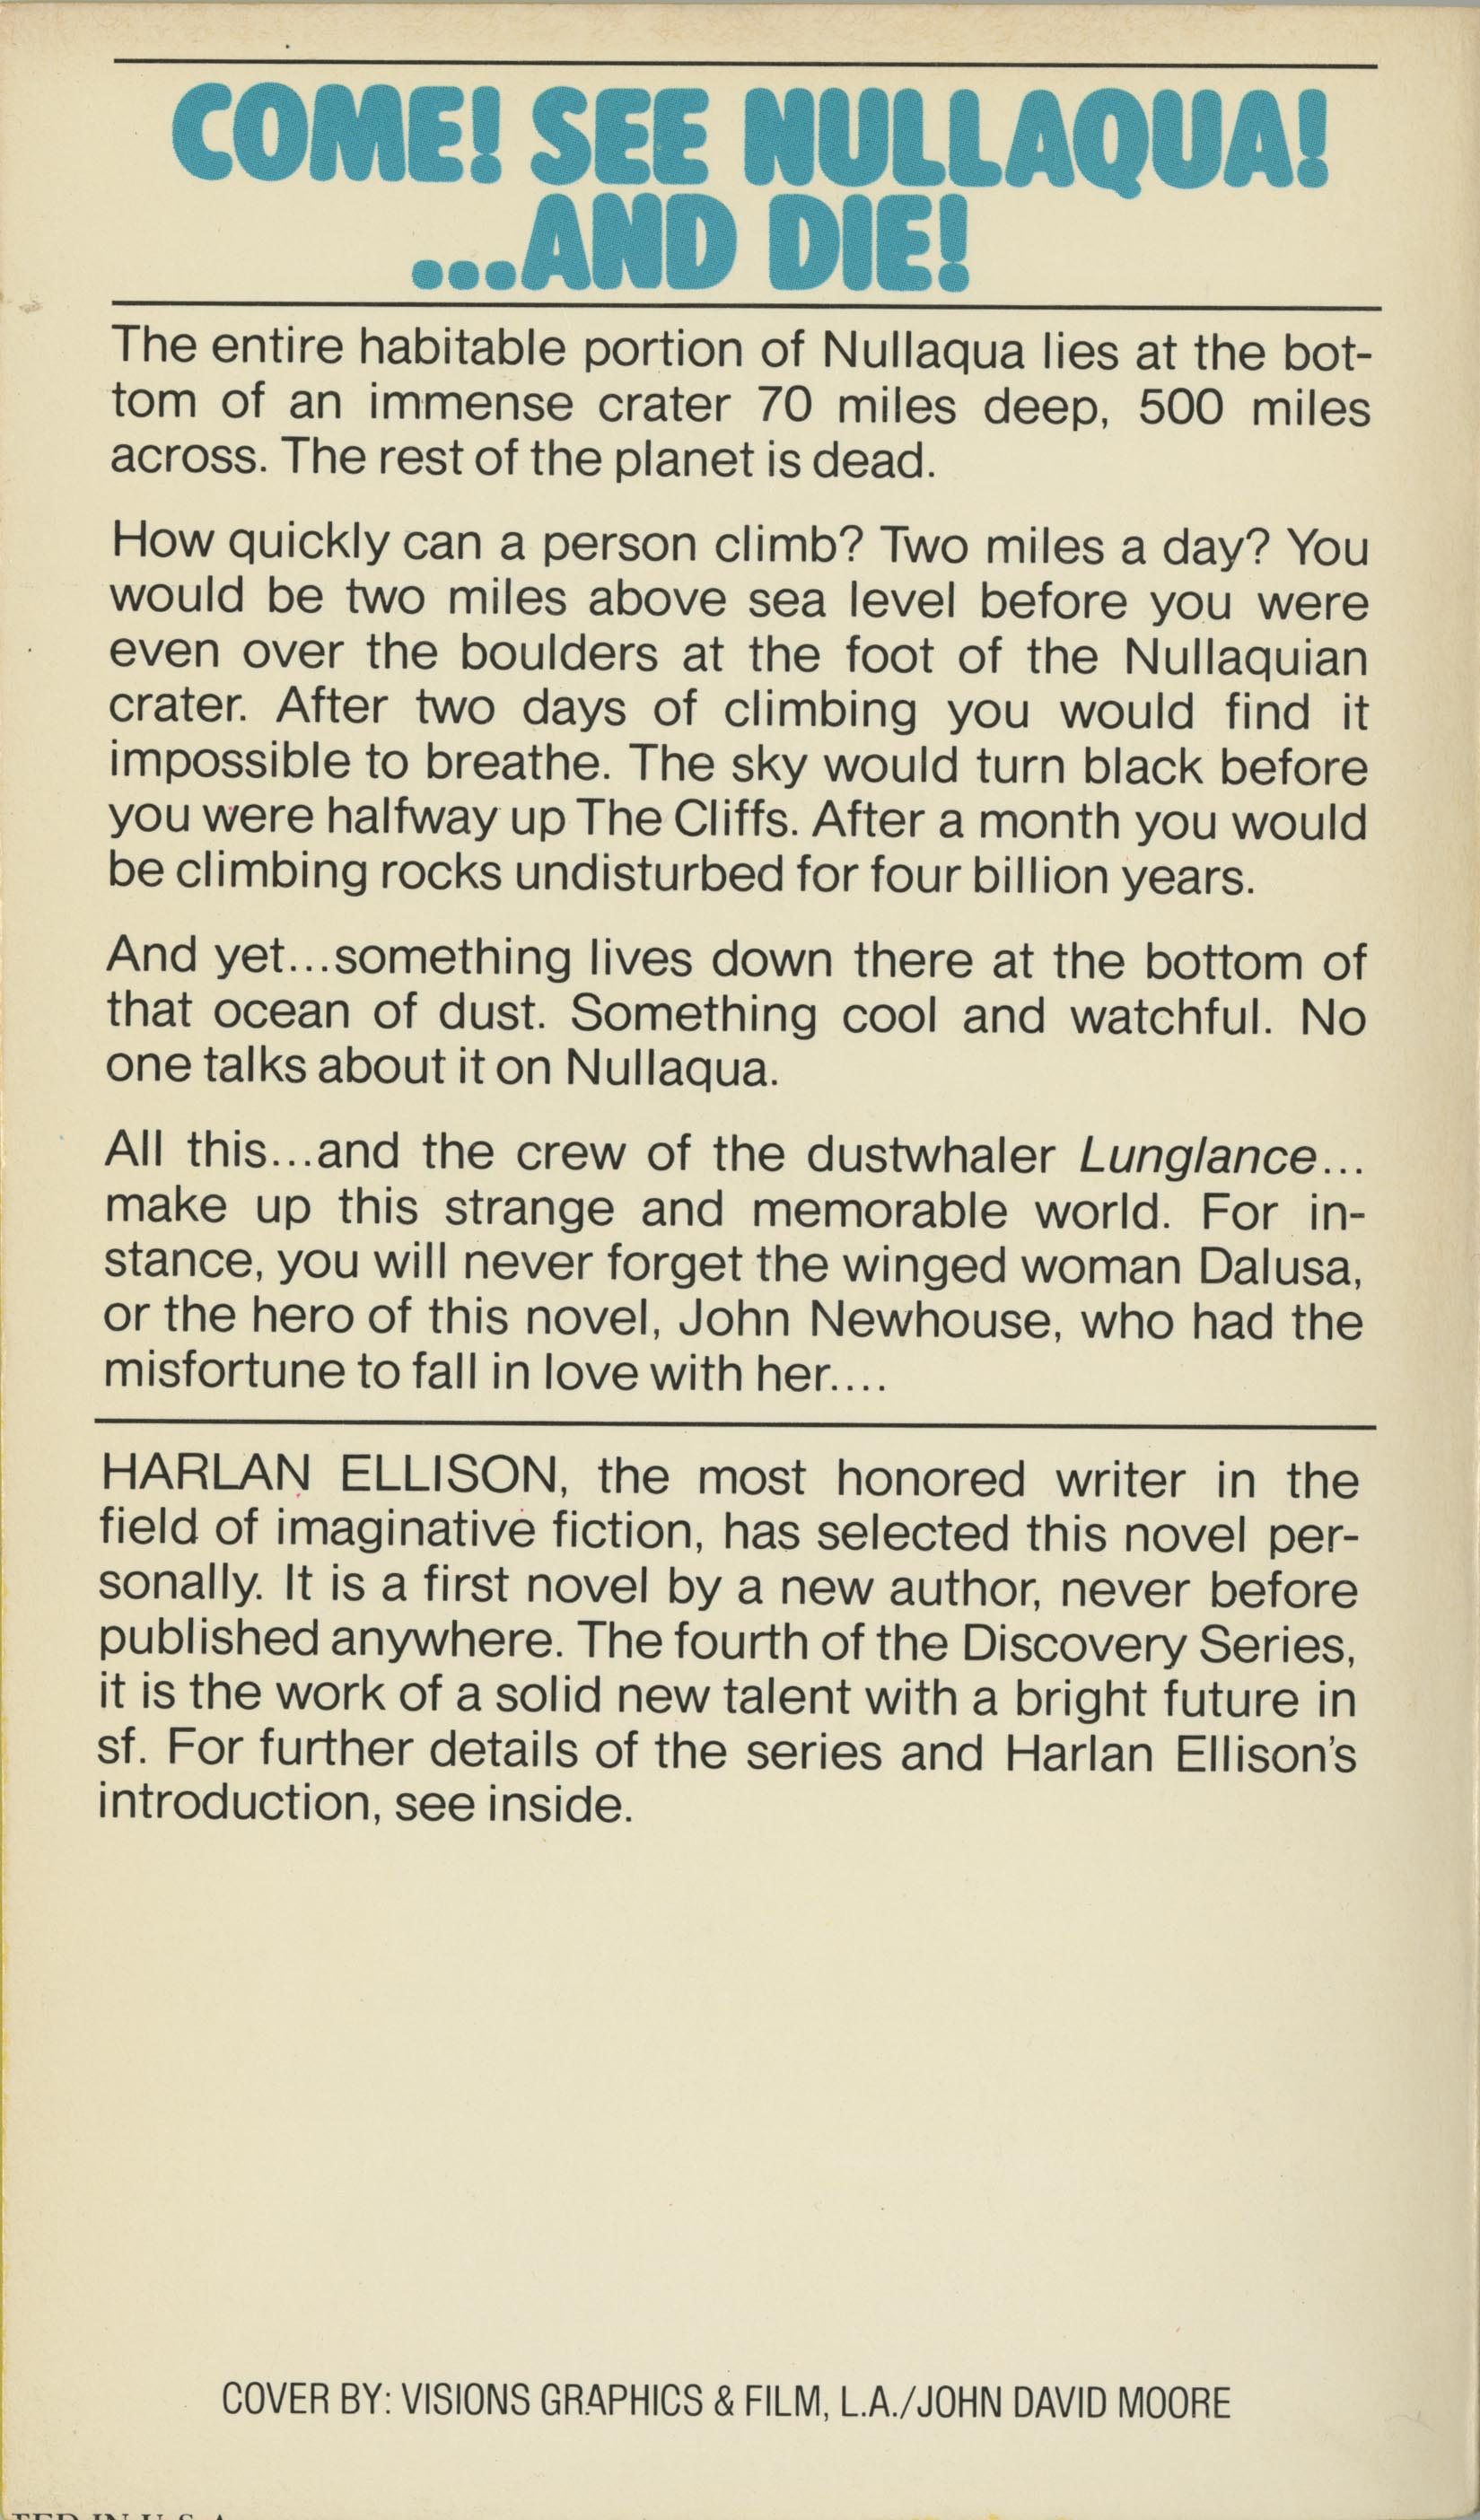 COME! SEE NULLAQUA!
...AND DIE!
The entire habitable portion of Nullaqua lies at the bot-
tom of an immense crater 70 miles deep, 500 miles
across. The rest of the planet is dead.
How quickly can a person climb? Two miles a day? You
would be two miles above sea level before you were
even over the boulders at the foot of the Nullaquian
crater. After two days of climbing you would find it
impossible to breathe. The sky would turn black before
you were halfway up The Cliffs. After a month you would
be climbing rocks undisturbed for four billion years.
And yet...something lives down there at the bottom of
that ocean of dust. Something cool and watchful. No
one talks about it on Nullaqua.
All this...and the crew of the dustwhaler Lunglance...
make up this strange and memorable world. For in-
stance, you will never forget the winged woman Dalusa,
or the hero of this novel, John Newhouse, who had the
misfortune to fall in love with her....
HARLAN ELLISON, the most honored writer in the
field of imaginative fiction, has selected this novel per-
sonally. It is a first novel by a new author, never before
published anywhere. The fourth of the Discovery Series,
it is the work of a solid new talent with a bright future in
sf. For further details of the series and Harlan Ellison's
introduction, see inside.
COVER BY: VISIONS GRAPHICS & FILM, L.A./JOHN DAVID MOORE